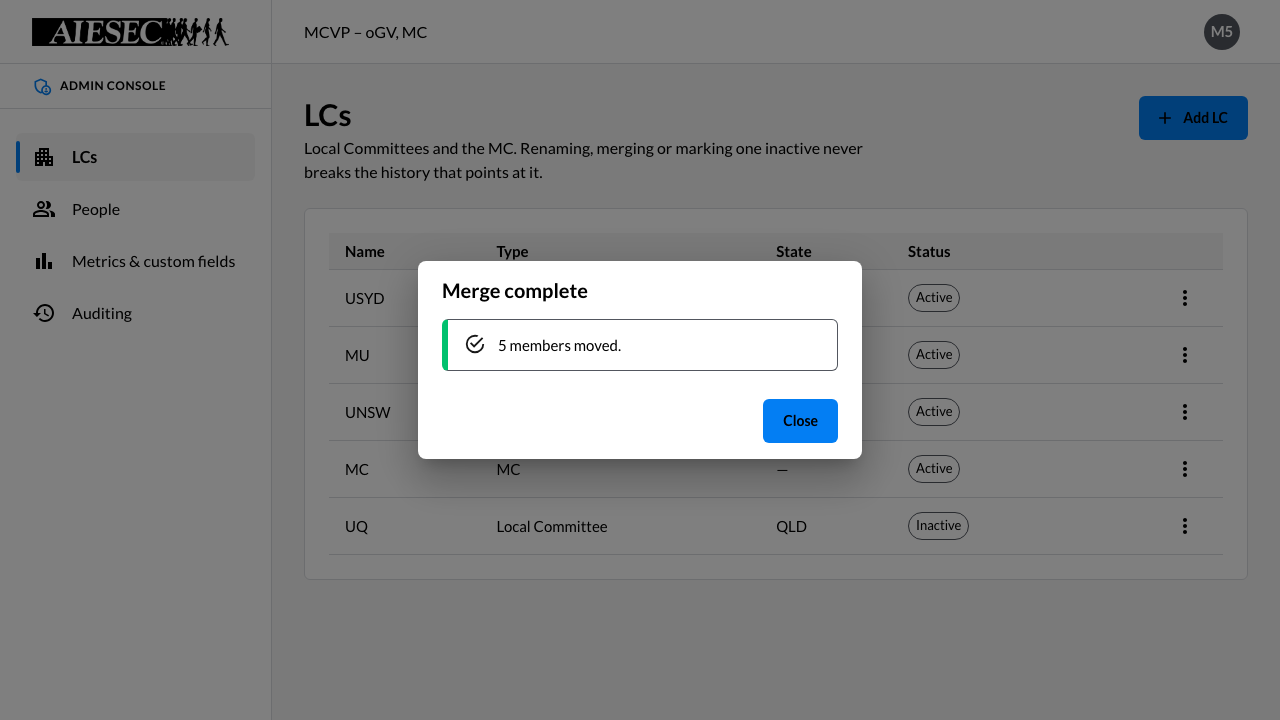 AIESEC
MCVP – oGV, MC
M5
ADMIN CONSOLE
LCs
People
Metrics & custom fields
Auditing
LCs
Local Committees and the MC. Renaming, merging or marking one inactive never
breaks the history that points at it.
Add LC
Name Type State Status
USYD Active
MU Active
UNSW Active
MC MC — Active
UQ Local Committee QLD Inactive
Merge complete
5 members moved.
Close